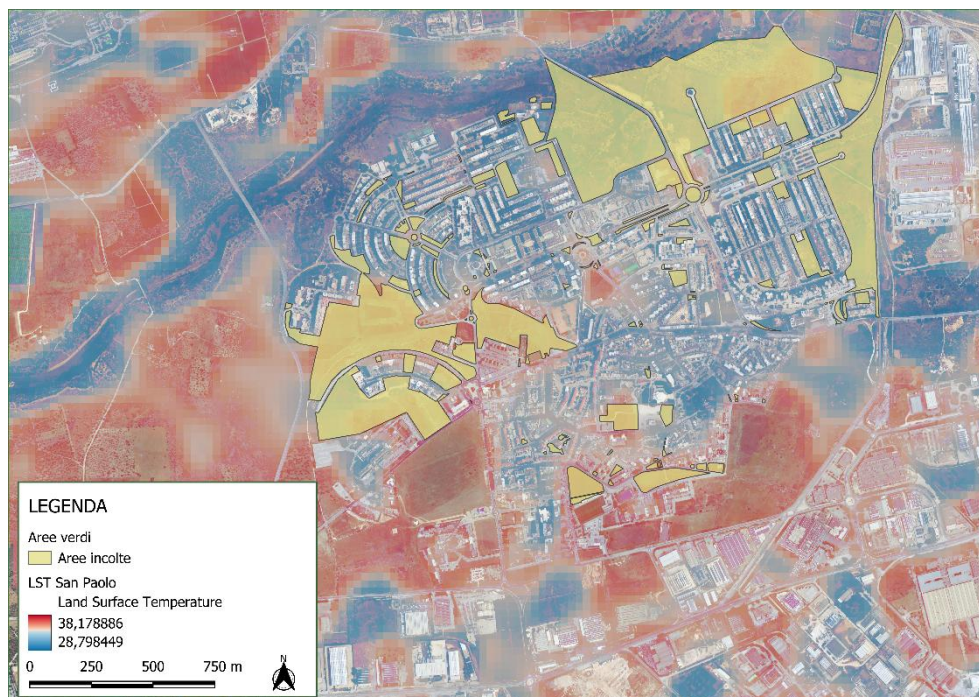 LEGENDA
Aree verdi
Aree incolte
LST San Paolo
Land Surface Temperature
38,178886
28,798449
0 250 500 750 m
N